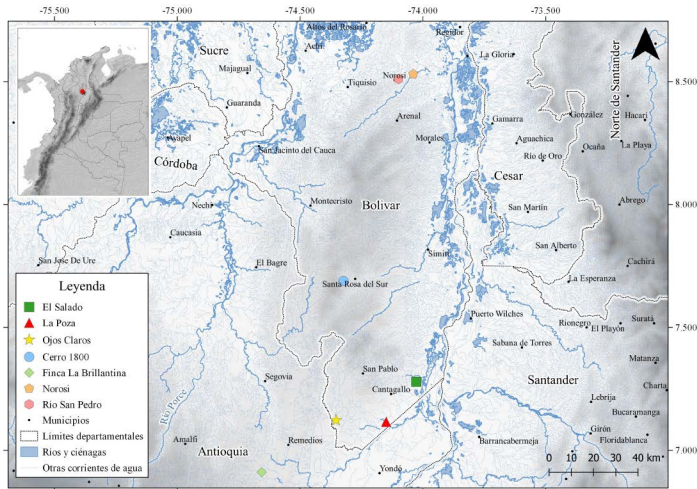 -75.500
-75.000
-74.500
-74.000
-73.500
Altos del Rosario
Regidor
Sucre
Achí
La Gloria
Majagual
Norosí
Tiquisio
8.500
Guaranda
Arenal
González
Hacarí
Norte de Santander
Gamarra
Ayapel
Morales
Aguachica
Ocaña
La Playa
San Jacinto del Cauca
Río de Oro
Córdoba
Cesar
Montecristo
Bolivar
Nechí
San Martín
Abrego
8.000
Caucasia
San Alberto
Simití
San Jose De Ure
El Bagre
Cachirá
Santa Rosa del Sur
La Esperanza
Leyenda
El Salado
La Poza
Ojos Claros
Cerro 1800
Finca La Brillantina
Norosi
Rio San Pedro
Municipios
Límites departamentales
Ríos y ciénagas
Otras corrientes de agua
Puerto Wilches
Rionegro
El Playón
Suratá
7.500
Sabana de Torres
Matanza
San Pablo
Segovia
Cantagallo
Santander
Charta
Río Porce
Lebrija
Bucaramanga
Girón
Floridablanca
Amalfi
Remedios
Barrancabermeja
Antioquia
7.000
Yondó
0 10 20 30 40 km